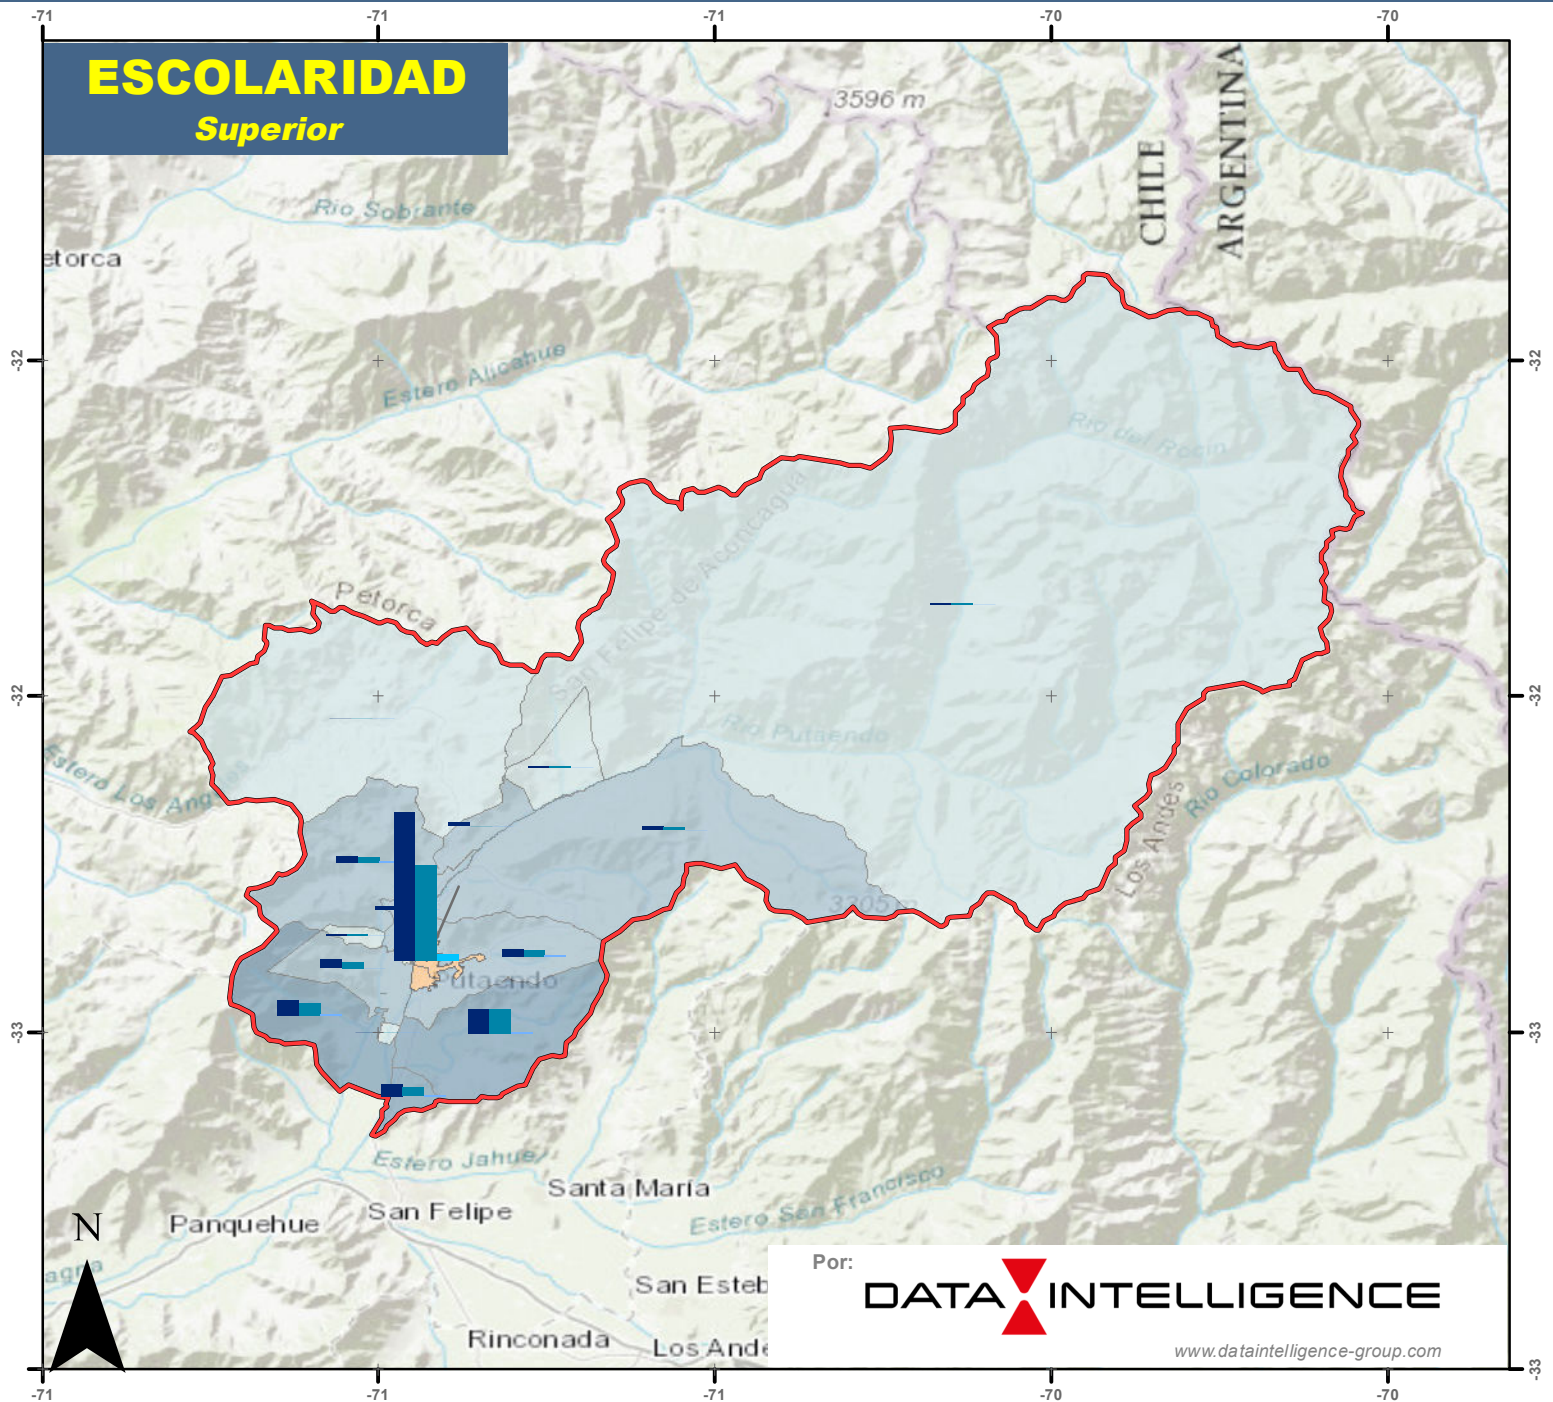 -71
-71
-71
-70
-70
ESCOLARIDAD
Superior
3596 m
CHILE
ARGENTINA
Rio Sobrante
etorca
32
32
Estero Alicahue
Rio del Rocin
San Felipe de Aconcagua
Petorca
32
32
Rio Putaendo
Estero Los Ang
Rio Colorado
Los Andes
3305 m
Putaendo
33
33
Estero Jahuel
Santa María
San Felipe
Panquehue
Estero San Francisco
N
agna
San Esteb
Rinconada
Los Ande
Por:
DATA INTELLIGENCE
www.dataintelligence-group.com
33
-71
-71
-71
-70
-70